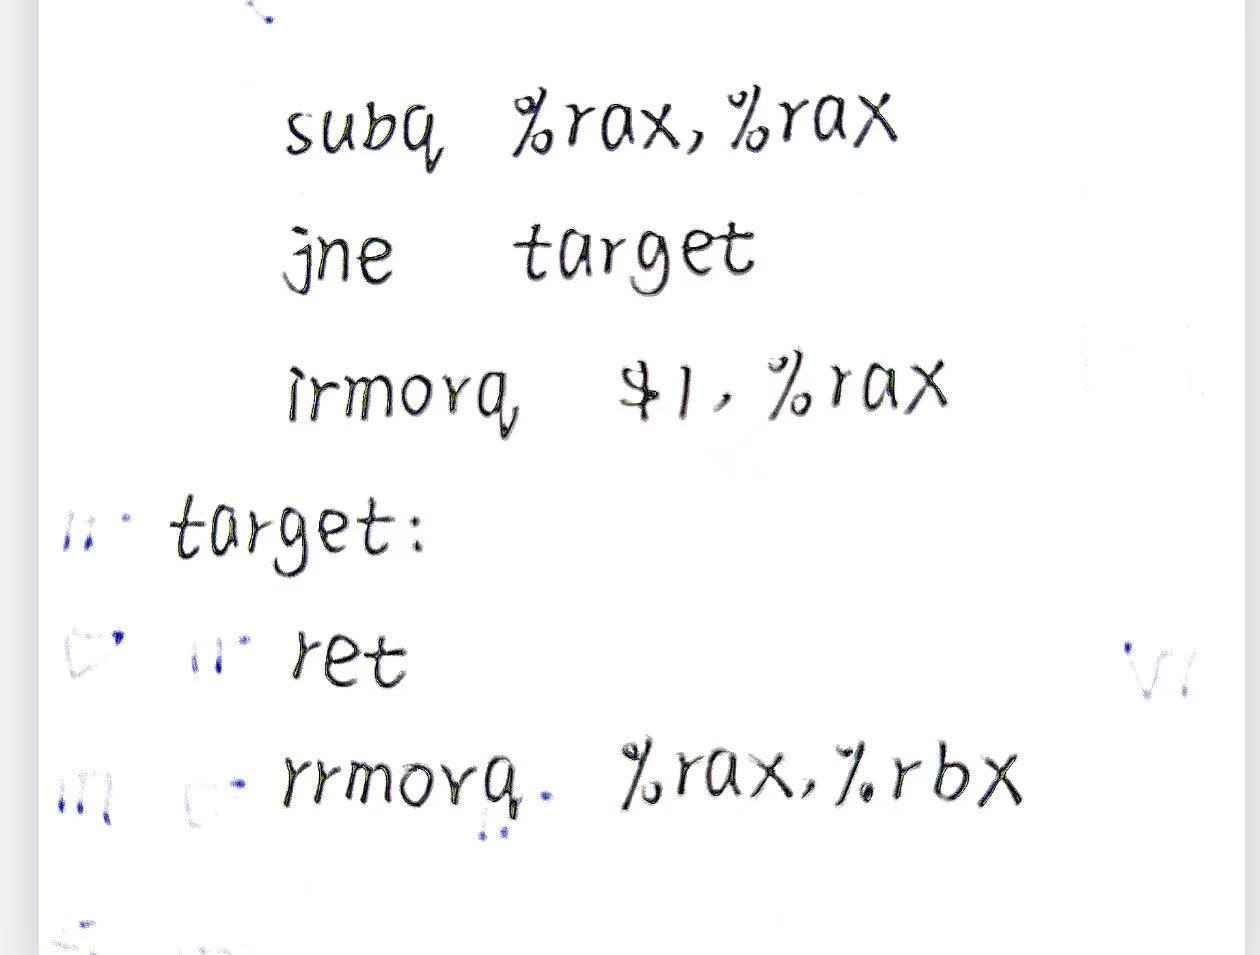 subq %rax, %rax
jne target
irmovq $1, %rax
target:
ret
rrmovq. %rax, %rbx